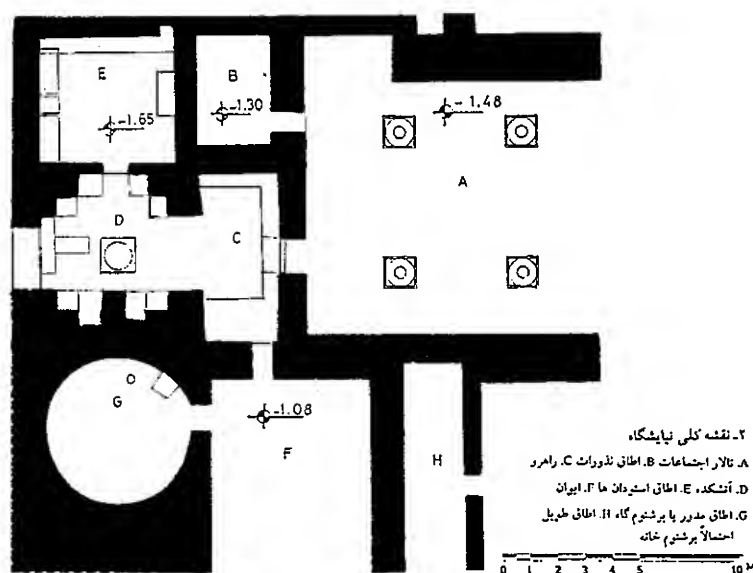 E
B
-1.30
-1.65
-1.48
A
D
C
O
G
-1.08
F
H
۲ـ نقشه کلی نیایشگاه
A. تالار اجتماعات B. اطاق نذورات C. راهرو
D. آتشکده E. اطاق استودان ها F. ایوان
G. اطاق مدور یا برشنوم گاه H. اطاق طویل
احتمالاً برشنوم خانه
0 1 2 3 4 5 10 M